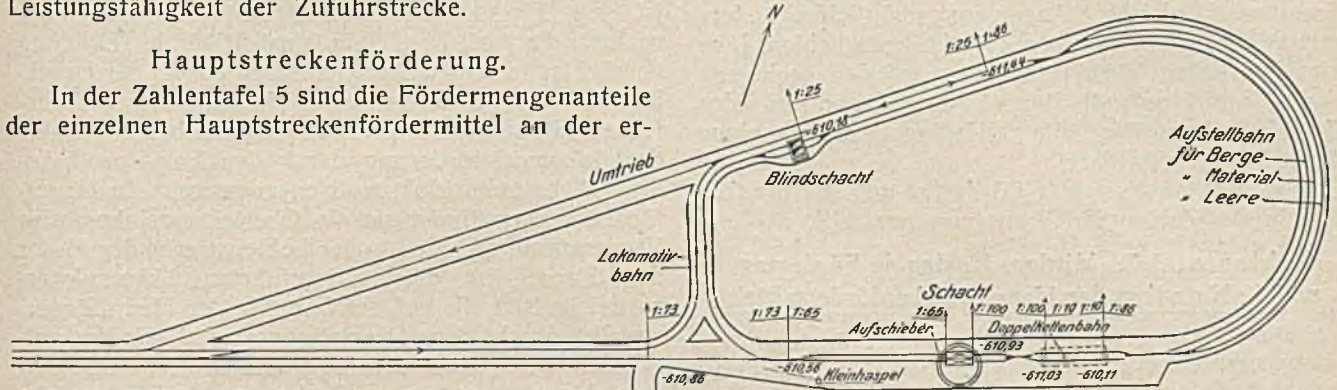 Leistungsfähigkeit der Zufuhrstrecke.
Hauptstreckenförderung.
In der Zahlentafel 5 sind die Fördermengenanteile
der einzelnen Hauptstreckenfördermittel an der er-
N
1:25 1:86
-611,44
1:25
-610,18
Umtrieb
Blindschacht
Aufstellbahn
für Berge
" Material
" Leere
Lokomotiv-
bahn
Schacht
1:73
1:73 1:65
1:65
1:100 1:100 1:10 1:10 1:86
Aufschieber
Doppelkettenbahn
-610,93
-610,86
-610,56
Kleinhaspel
-611,03
-610,11